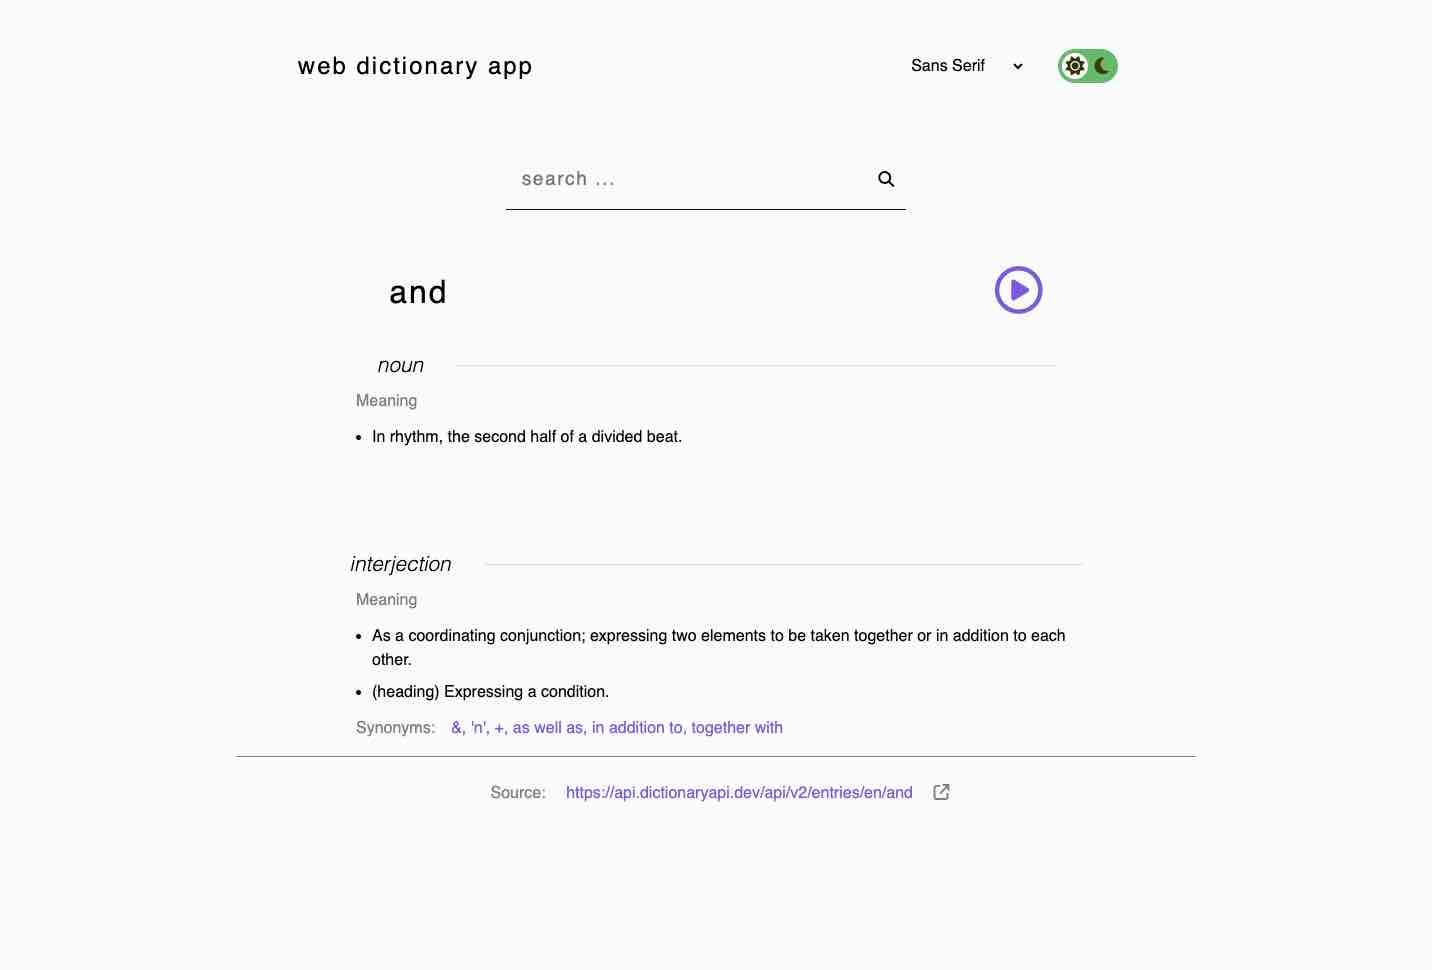 web dictionary app
Sans Serif
search ...
and
noun
Meaning
In rhythm, the second half of a divided beat.
interjection
Meaning
As a coordinating conjunction; expressing two elements to be taken together or in addition to each
other.
(heading) Expressing a condition.
Synonyms: &, 'n', +, as well as, in addition to, together with
Source: https://api.dictionaryapi.dev/api/v2/entries/en/and